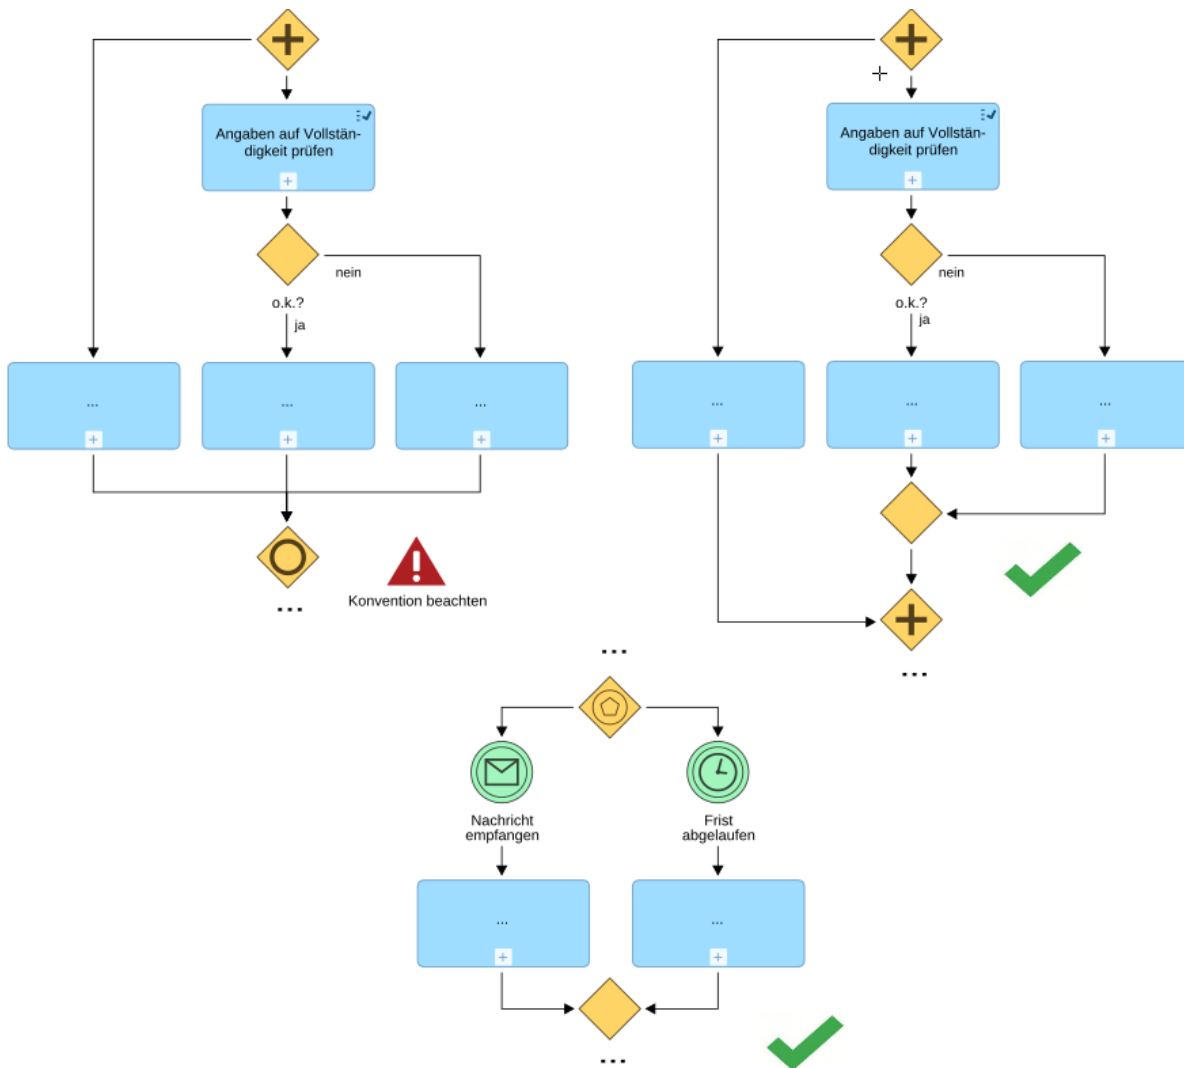 Angaben auf Vollstän-
digkeit prüfen
nein
o.k.?
ja
...
...
...
Konvention beachten
...
Angaben auf Vollstän-
digkeit prüfen
nein
o.k.?
ja
...
...
...
...
...
Nachricht
empfangen
Frist
abgelaufen
...
...
...